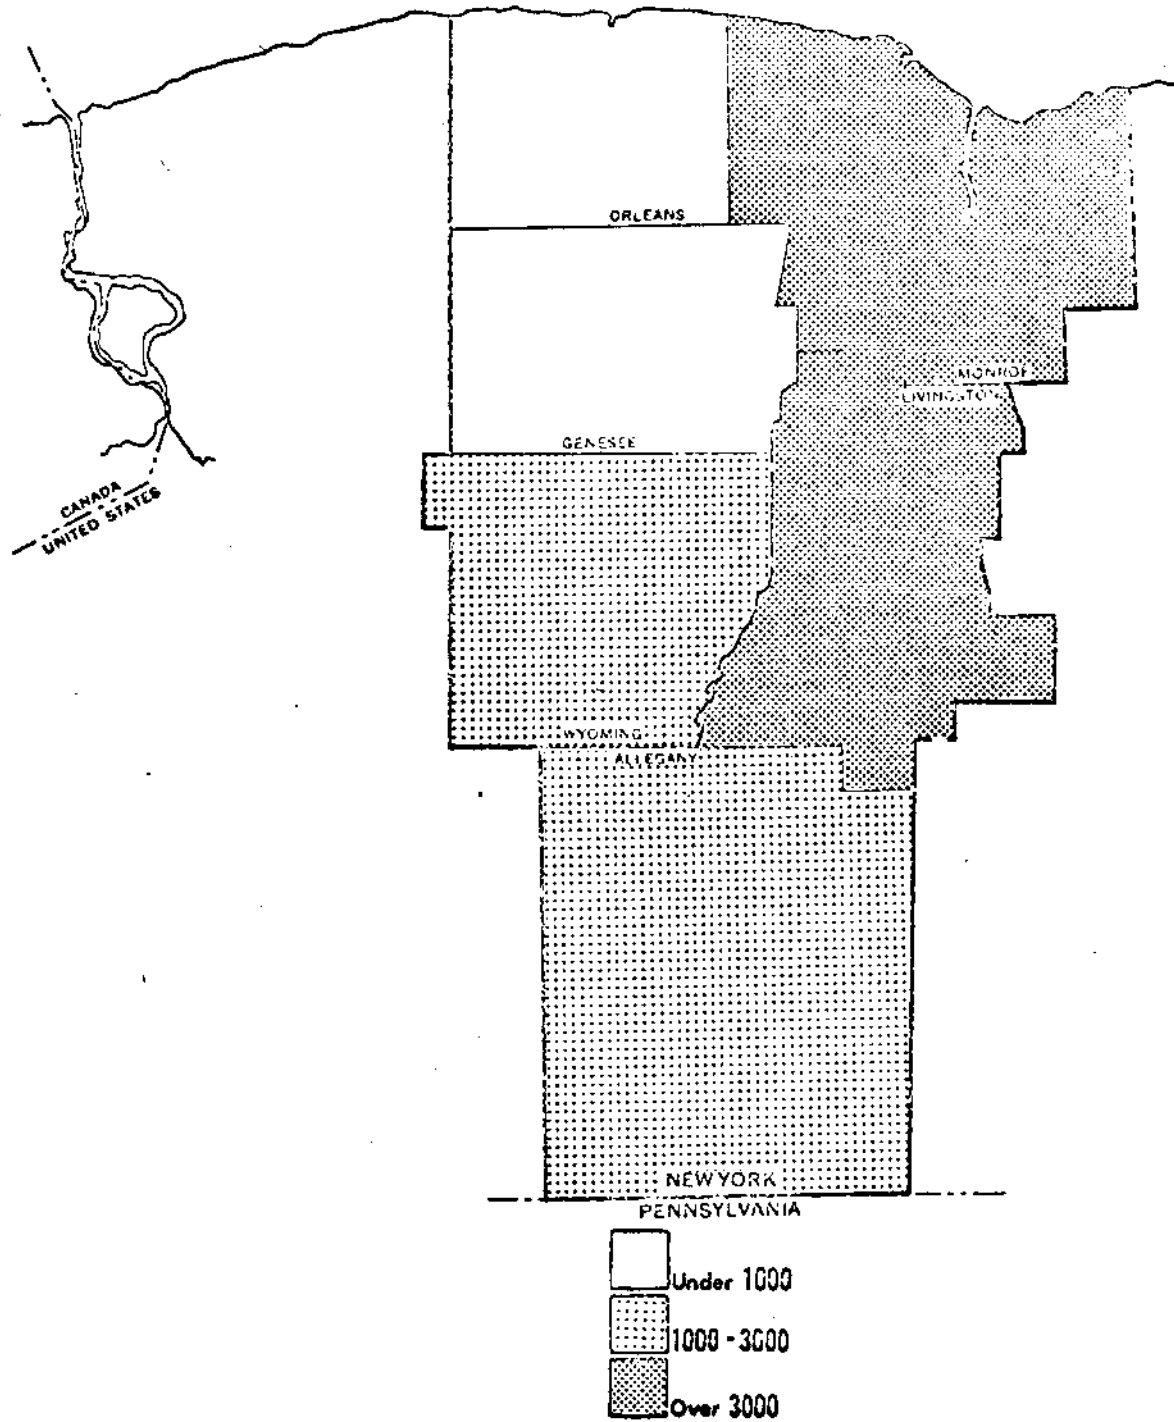 ORLEANS
MONROE
LIVINGSTON
GENESEE
CANADA
UNITED STATES
WYOMING
ALLEGANY
NEW YORK
PENNSYLVANIA
Under 1000
1000 - 3000
Over 3000